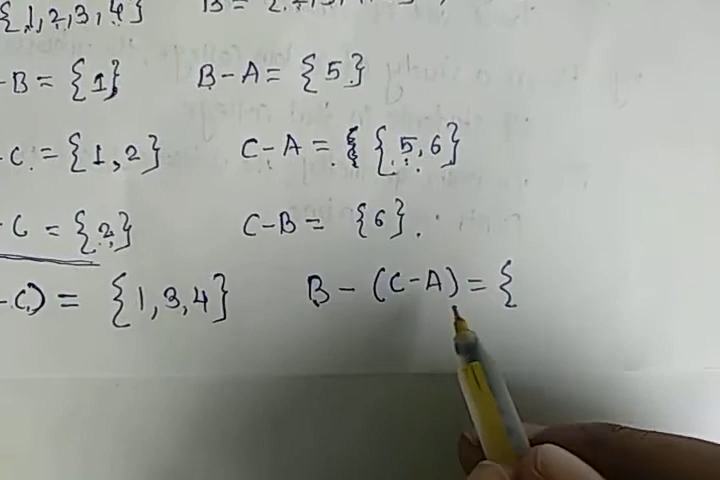 {1,2,3,4} B =
-B = {1} B-A = {5}
-C = {1,2} C-A = {5,6}
-C = {2} C-B = {6}.
-C) = {1,3,4} B-(C-A) = {